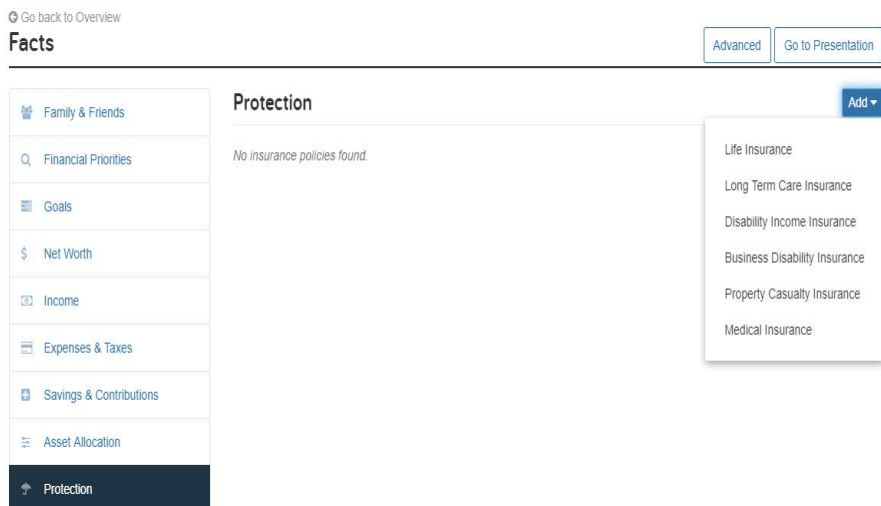 Go back to Overview
Facts
Advanced
Go to Presentation
Family & Friends
Financial Priorities
Goals
Net Worth
Income
Expenses & Taxes
Savings & Contributions
Asset Allocation
Protection
Protection
Add
No insurance policies found.
Life Insurance
Long Term Care Insurance
Disability Income Insurance
Business Disability Insurance
Property Casualty Insurance
Medical Insurance